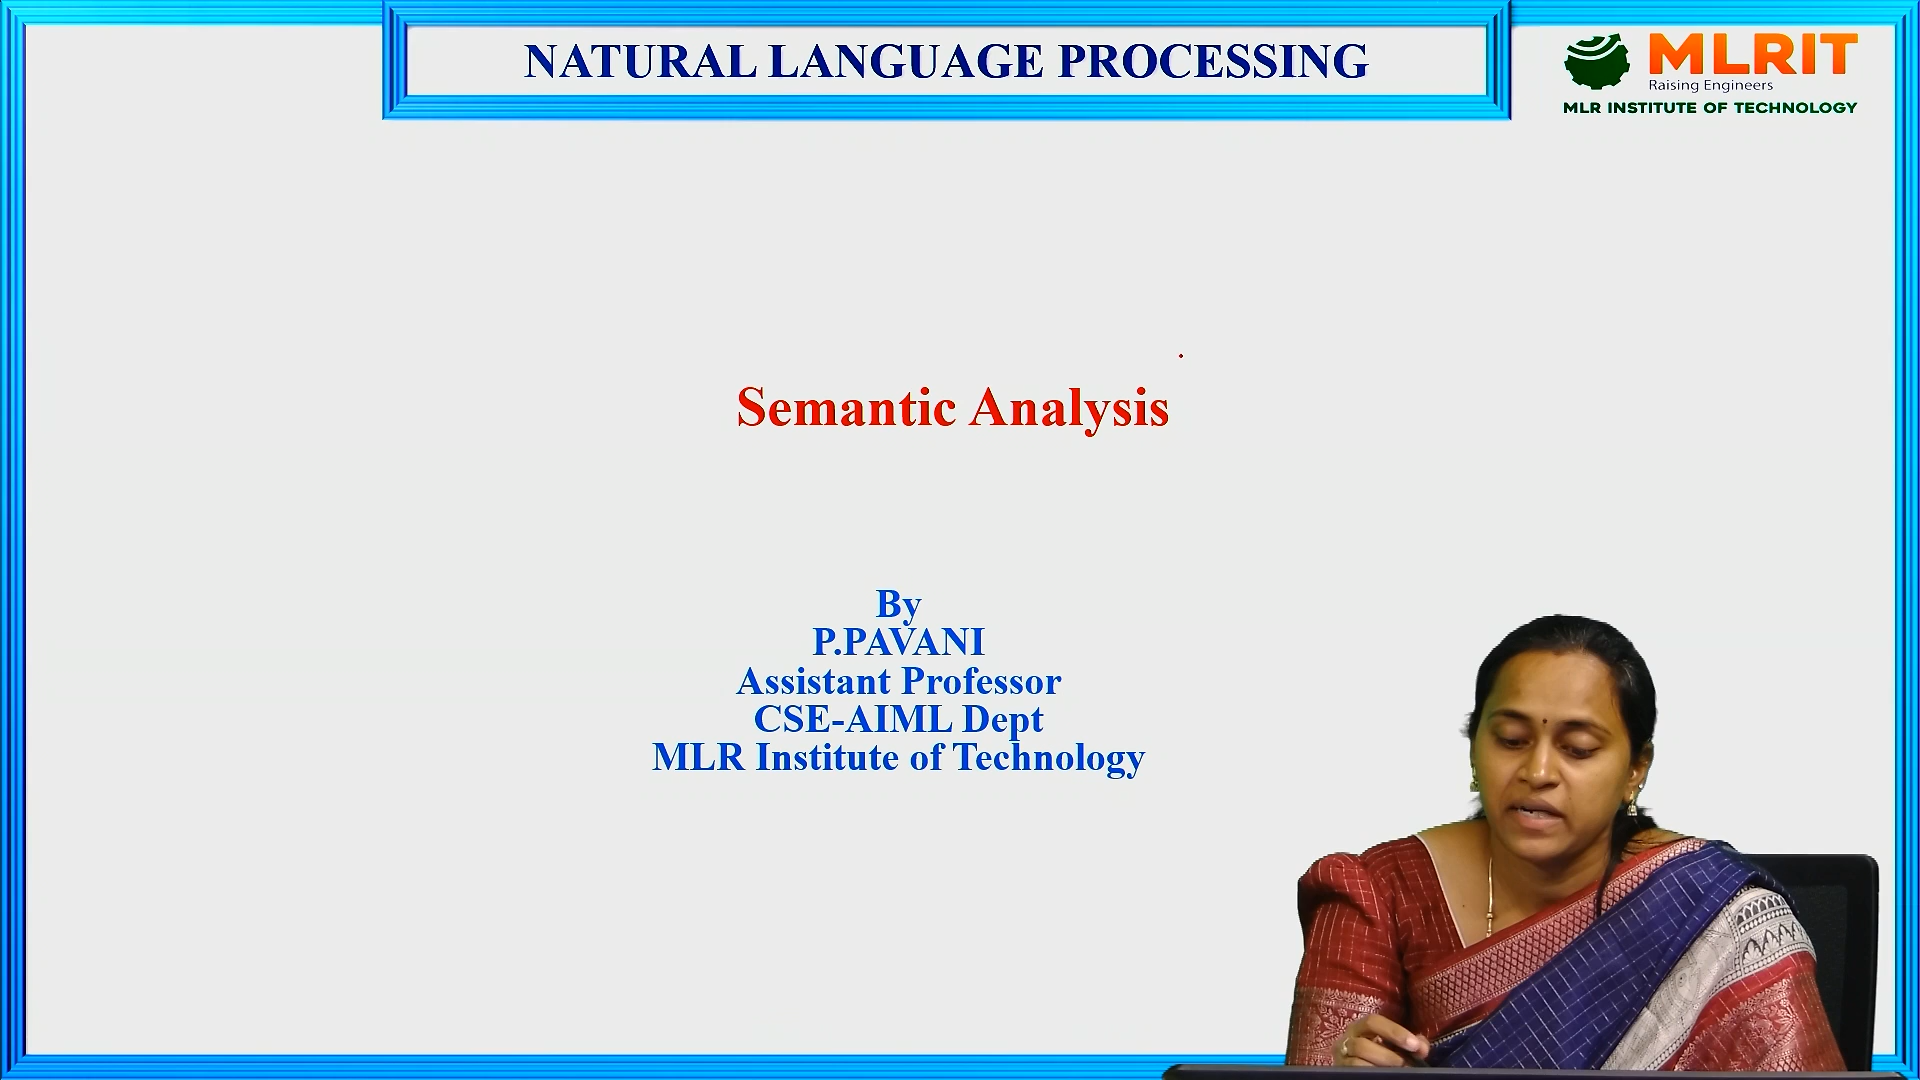 NATURAL LANGUAGE PROCESSING
MLRIT
Raising Engineers
MLR INSTITUTE OF TECHNOLOGY
Semantic Analysis
By
P.PAVANI
Assistant Professor
CSE-AIML Dept
MLR Institute of Technology